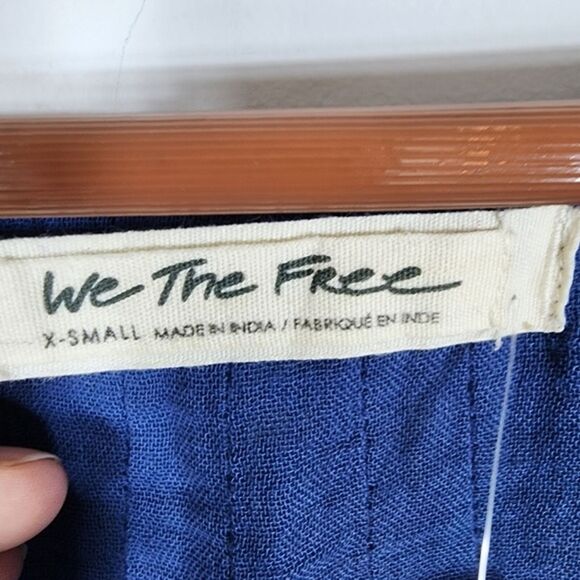 We The Free
X-SMALL MADE IN INDIA / FABRIQUÉ EN INDE